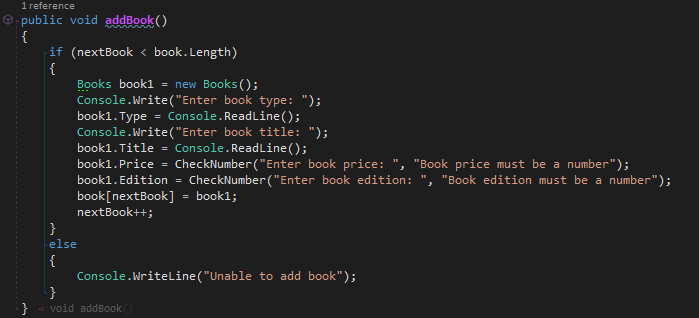 1 reference
public void addBook()
{
if (nextBook < book.Length)
{
Books book1 = new Books();
Console.Write("Enter book type: ");
book1.Type = Console.ReadLine();
Console.Write("Enter book title: ");
book1.Title = Console.ReadLine();
book1.Price = CheckNumber("Enter book price: ", "Book price must be a number");
book1.Edition = CheckNumber("Enter book edition: ", "Book edition must be a number");
book[nextBook] = book1;
nextBook++;
}
else
{
Console.WriteLine("Unable to add book");
}
} « void addBook()